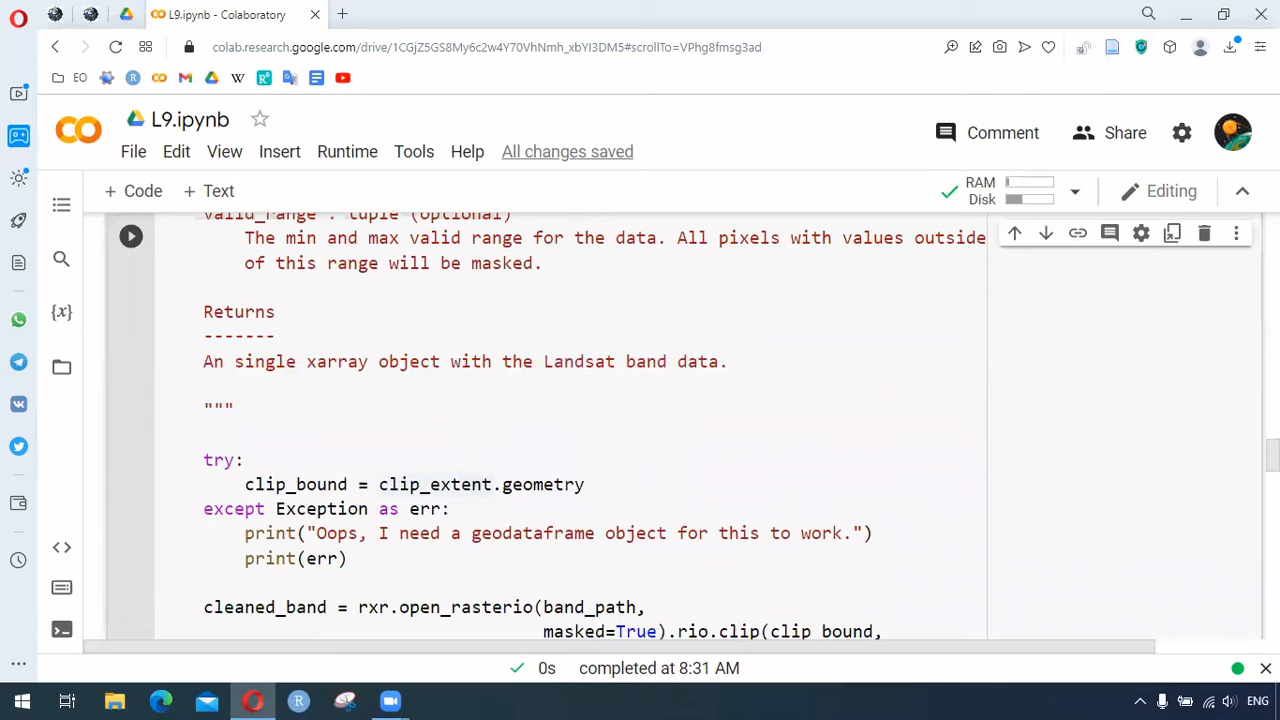 L9.ipynb - Colaboratory
colab.research.google.com/drive/1CGjZ5G$8My6c2w4Y70VhNmh_xbYI3DM5#scrollTo=VPhg8fmsg3ad
EO
L9.ipynb
Comment
Share
File Edit View Insert Runtime Tools Help All changes saved
+ Code + Text
RAM
Disk
Editing
valid_range : tuple (optional)
The min and max valid range for the data. All pixels with values outside
of this range will be masked.
Returns
-------
An single xarray object with the Landsat band data.
"""
try:
clip_bound = clip_extent.geometry
except Exception as err:
print("Oops, I need a geodataframe object for this to work.")
print(err)
cleaned_band = rxr.open_rasterio(band_path,
masked=True).rio.clip(clip_bound,
0s completed at 8:31 AM
ENG